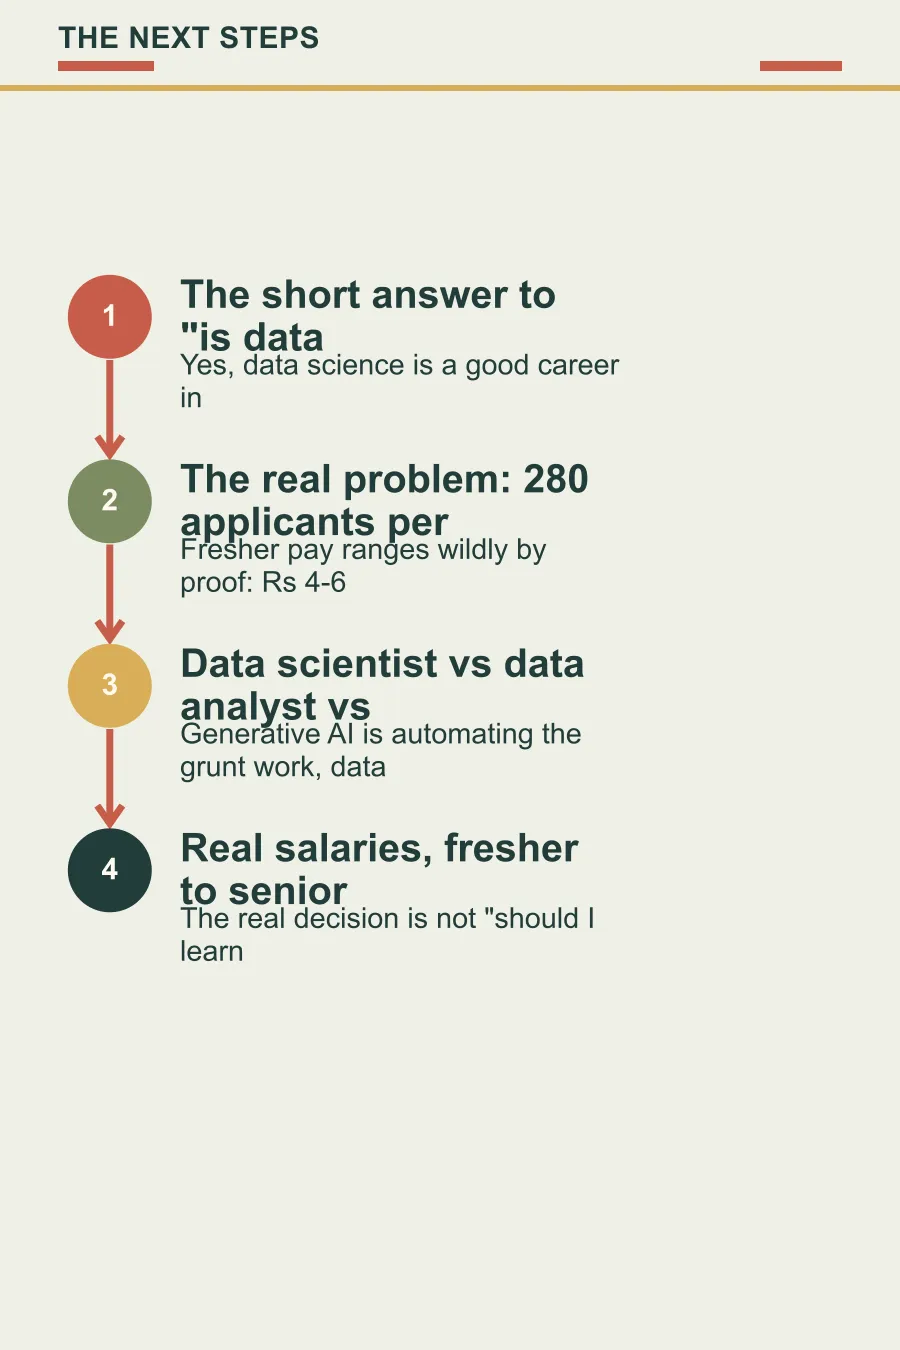 THE NEXT STEPS
1
The short answer to
"is data
Yes, data science is a good career
in
2
The real problem: 280
applicants per
Fresher pay ranges wildly by
proof: Rs 4-6
3
Data scientist vs data
analyst vs
Generative AI is automating the
grunt work, data
4
Real salaries, fresher
to senior
The real decision is not "should I
learn